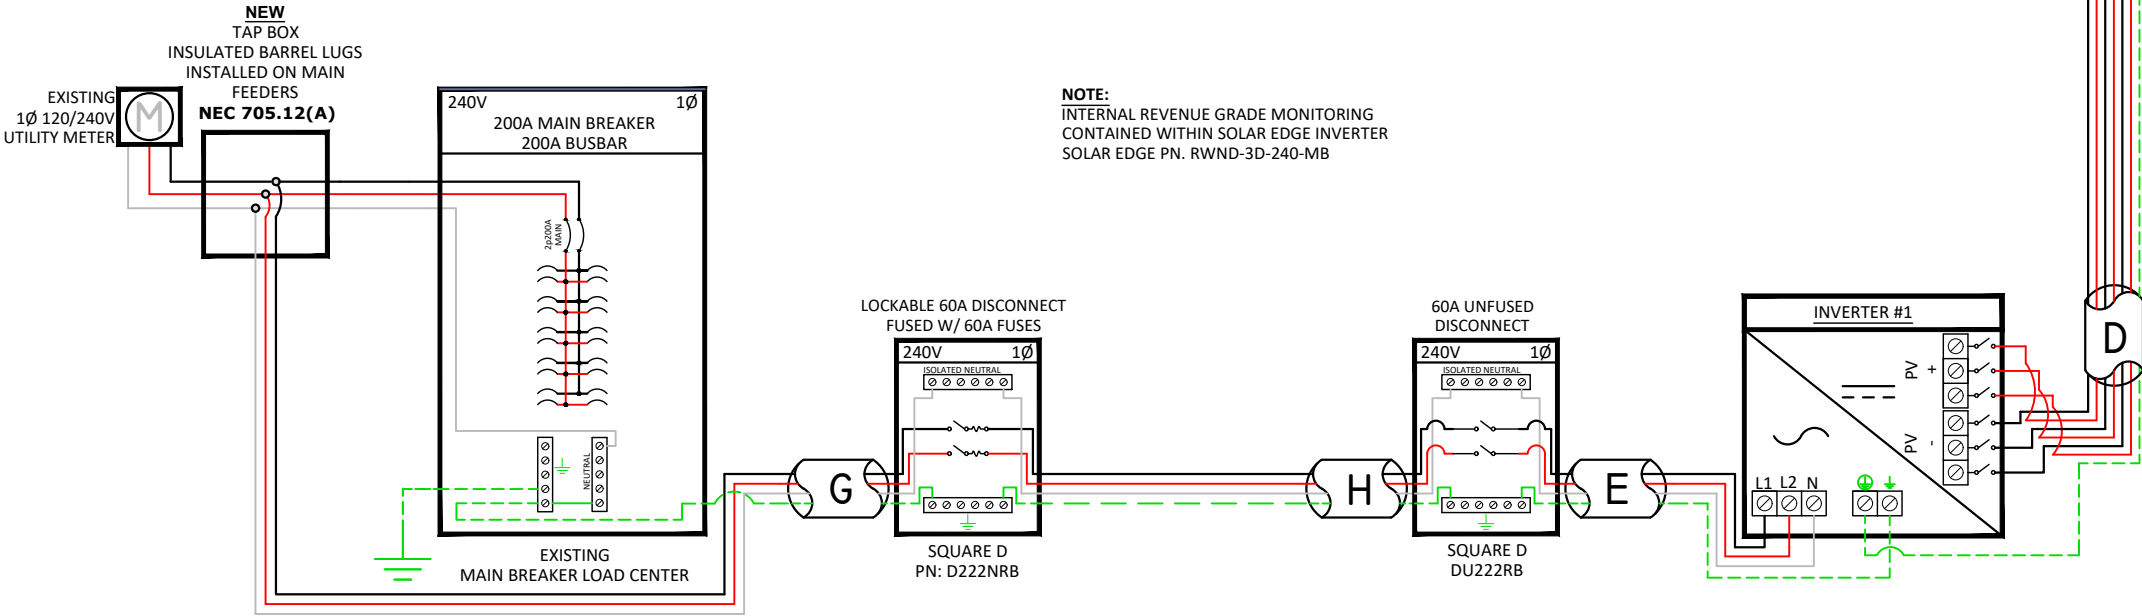 NEW
TAP BOX
INSULATED BARREL LUGS
INSTALLED ON MAIN
FEEDERS
NEC 705.12(A)
EXISTING
1Ø 120/240V
UTILITY METER
M
240V 1Ø
200A MAIN BREAKER
200A BUSBAR
2p200A
MAIN
NEUTRAL
EXISTING
MAIN BREAKER LOAD CENTER
NOTE:
INTERNAL REVENUE GRADE MONITORING
CONTAINED WITHIN SOLAR EDGE INVERTER
SOLAR EDGE PN. RWND-3D-240-MB
G
LOCKABLE 60A DISCONNECT
FUSED W/ 60A FUSES
240V 1Ø
ISOLATED NEUTRAL
SQUARE D
PN: D222NRB
H
60A UNFUSED
DISCONNECT
240V 1Ø
ISOLATED NEUTRAL
SQUARE D
DU222RB
E
INVERTER #1
PV +
PV -
L1 L2 N
D